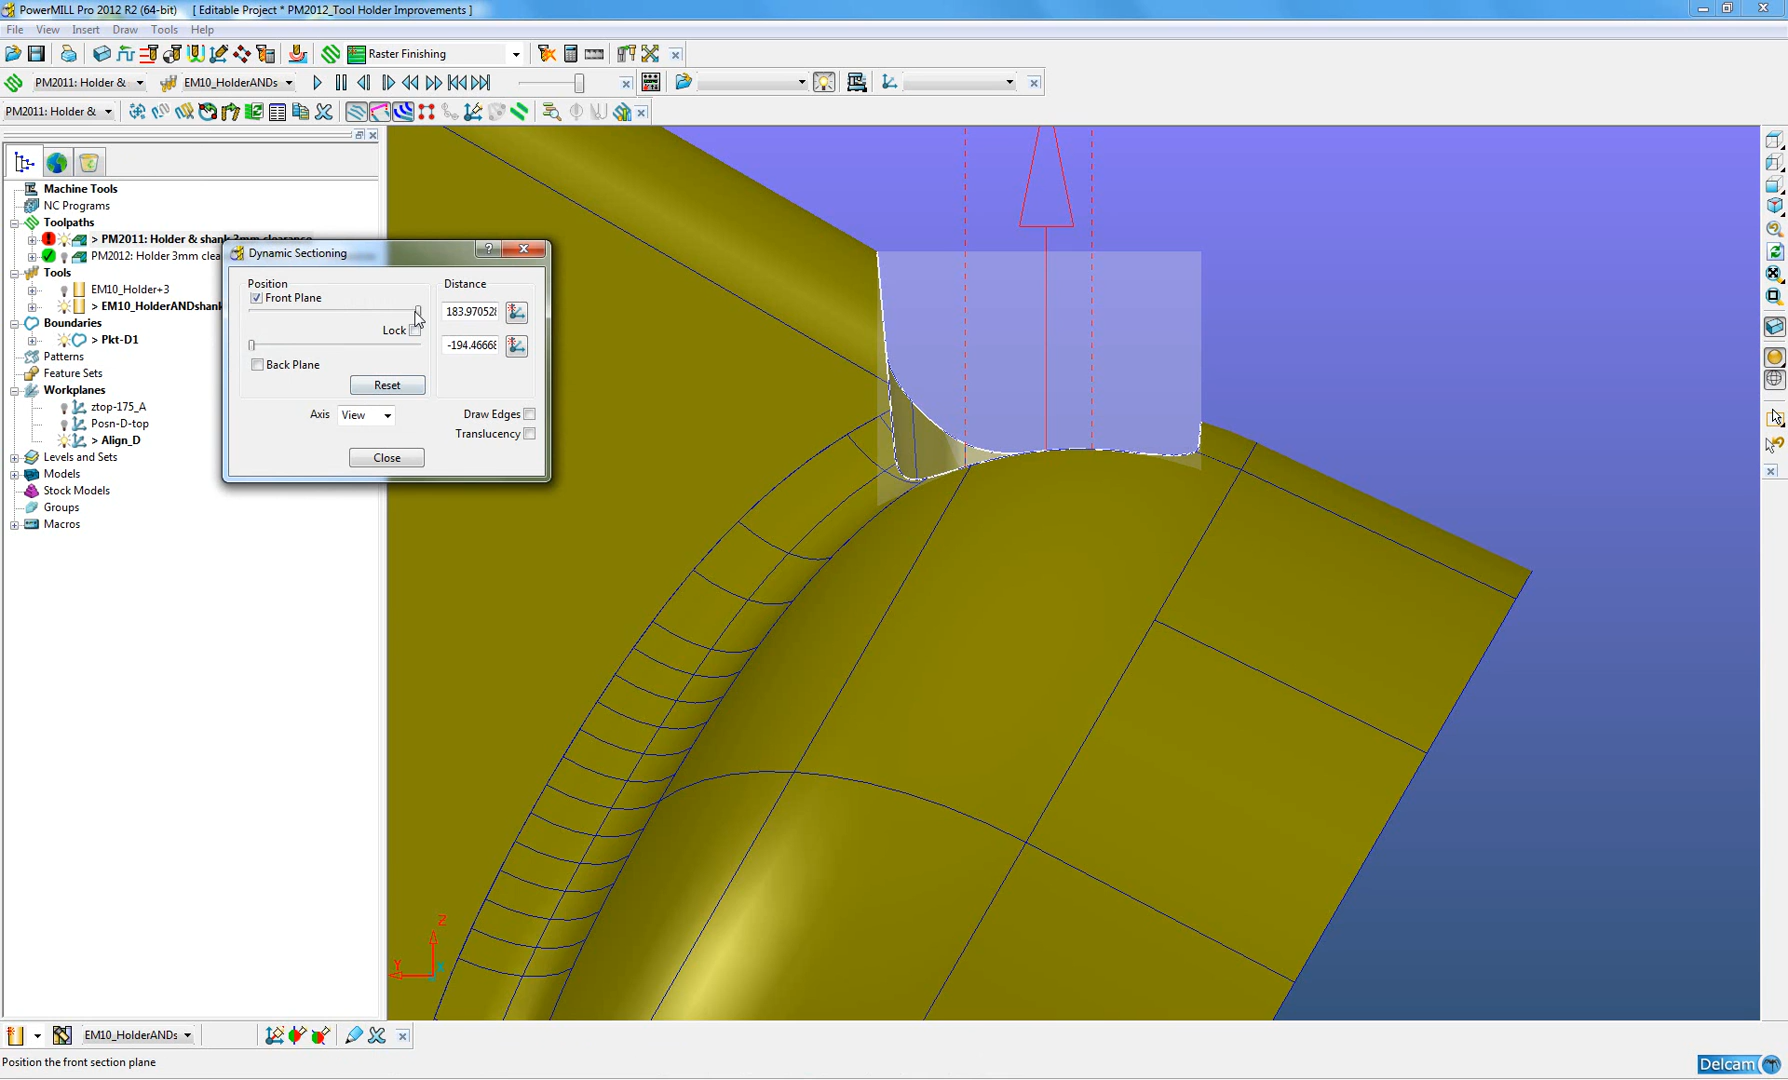 PowerMILL Pro 2012 R2 (64-bit)    [ Editable Project * PM2012_Tool Holder Improvements ]
File View Insert Draw Tools Help
Raster Finishing
PM2011: Holder & EM10_HolderANDs
PM2011: Holder &
Machine Tools
NC Programs
Toolpaths
> PM2011: Holder & shank 3mm clearance
PM2012: Holder 3mm clea
Tools
EM10_Holder+3
> EM10_HolderANDshank
Boundaries
> Pkt-D1
Patterns
Feature Sets
Workplanes
ztop-175_A
Posn-D-top
> Align_D
Levels and Sets
Models
Stock Models
Groups
Macros
Dynamic Sectioning
Position
Distance
Front Plane
183.97052
Lock
-194.4666
Back Plane
Reset
Axis View
Draw Edges
Translucency
Close
Z
Y
X
EM10_HolderANDs
Position the front section plane
Delcam